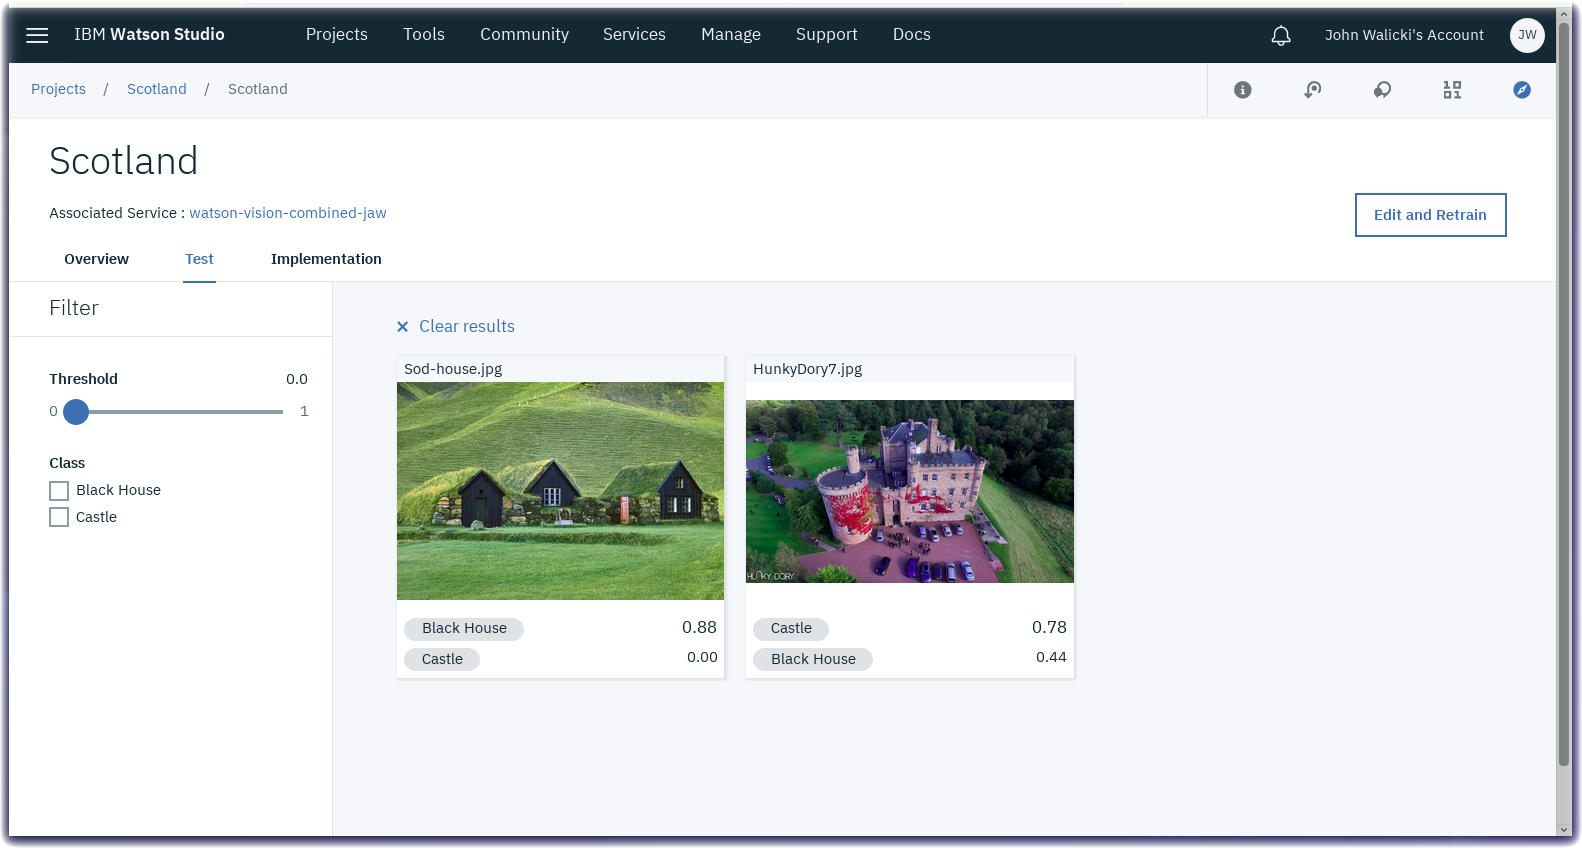 IBM Watson Studio Projects Tools Community Services Manage Support Docs John Walicki's Account JW
Projects / Scotland / Scotland
Scotland
Associated Service : watson-vision-combined-jaw
Edit and Retrain
Overview Test Implementation
Filter
Threshold 0.0
0 1
Class
Black House
Castle
× Clear results
Sod-house.jpg
Black House 0.88
Castle 0.00
HunkyDory7.jpg
HUNKY DORY
Castle 0.78
Black House 0.44